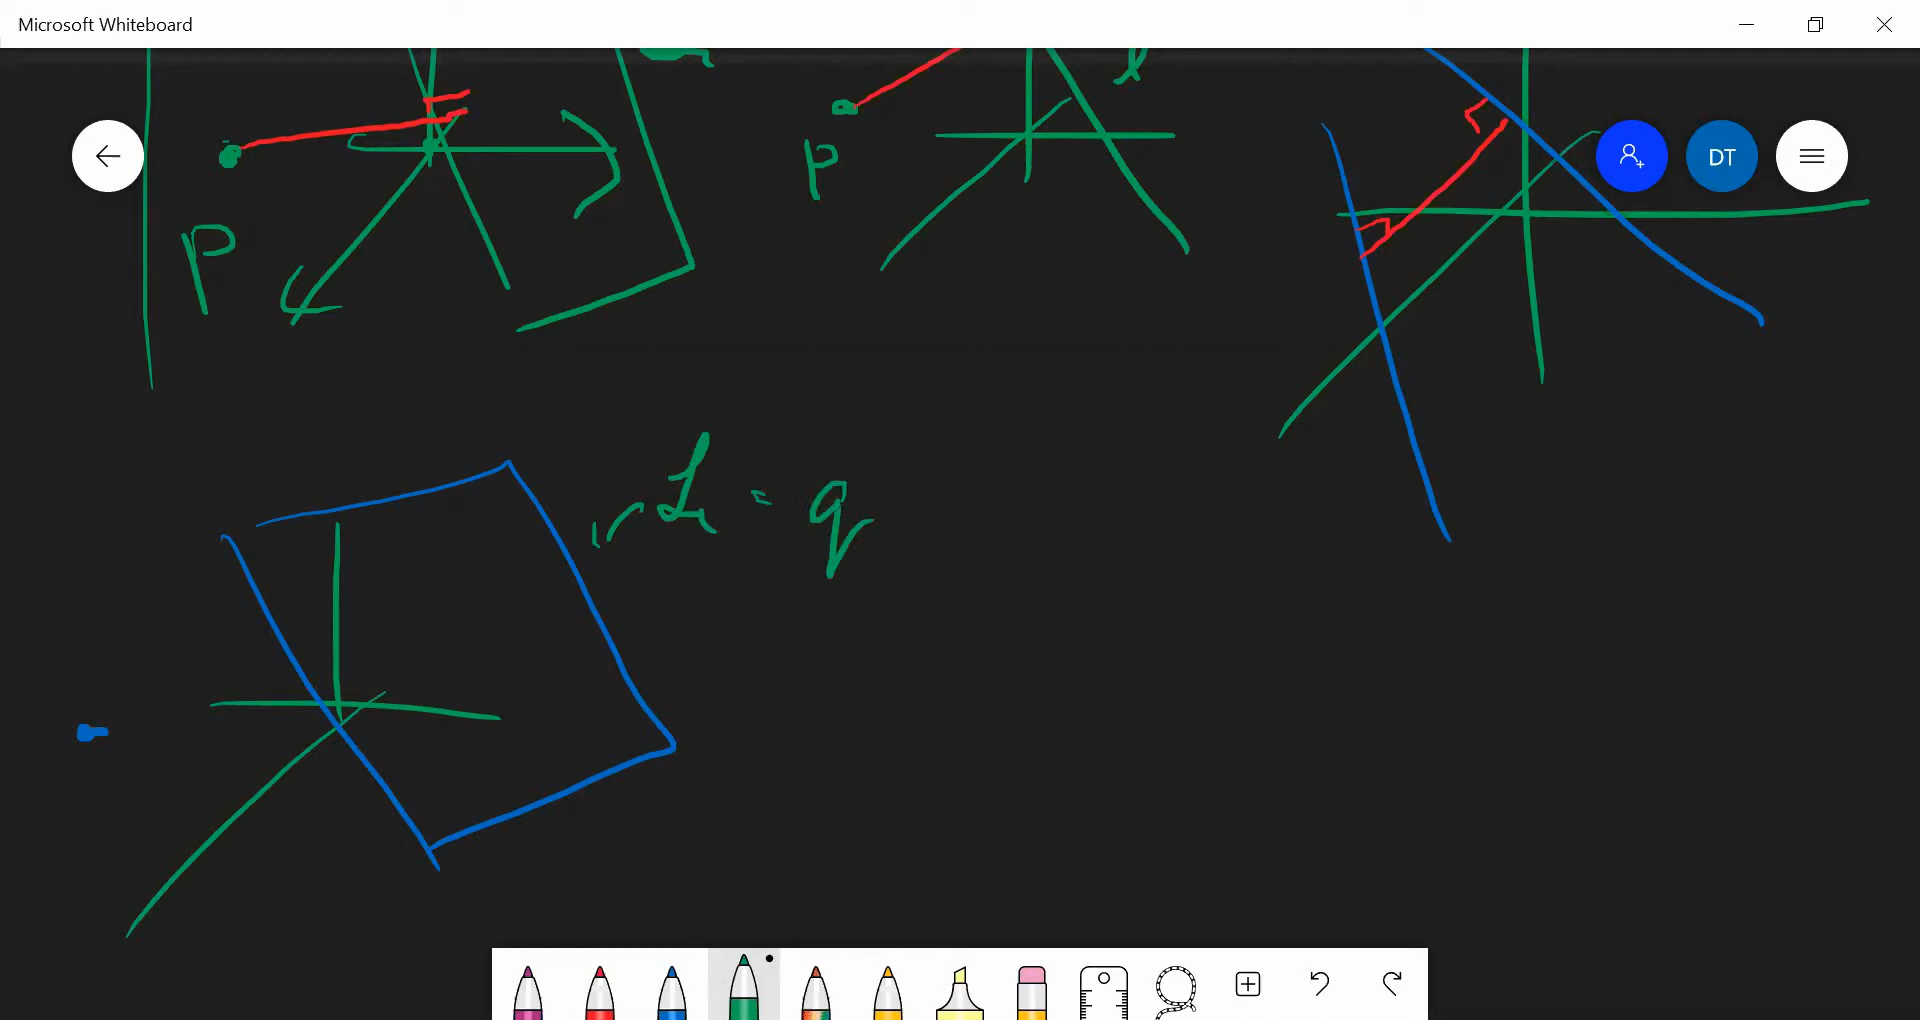 Microsoft Whiteboard
DT
l
P
P
r L = q